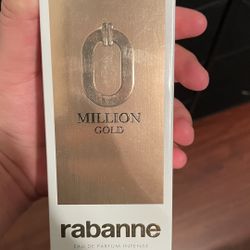 MILLION
GOLD
rabanne
EAU DE PARFUM INTENSE